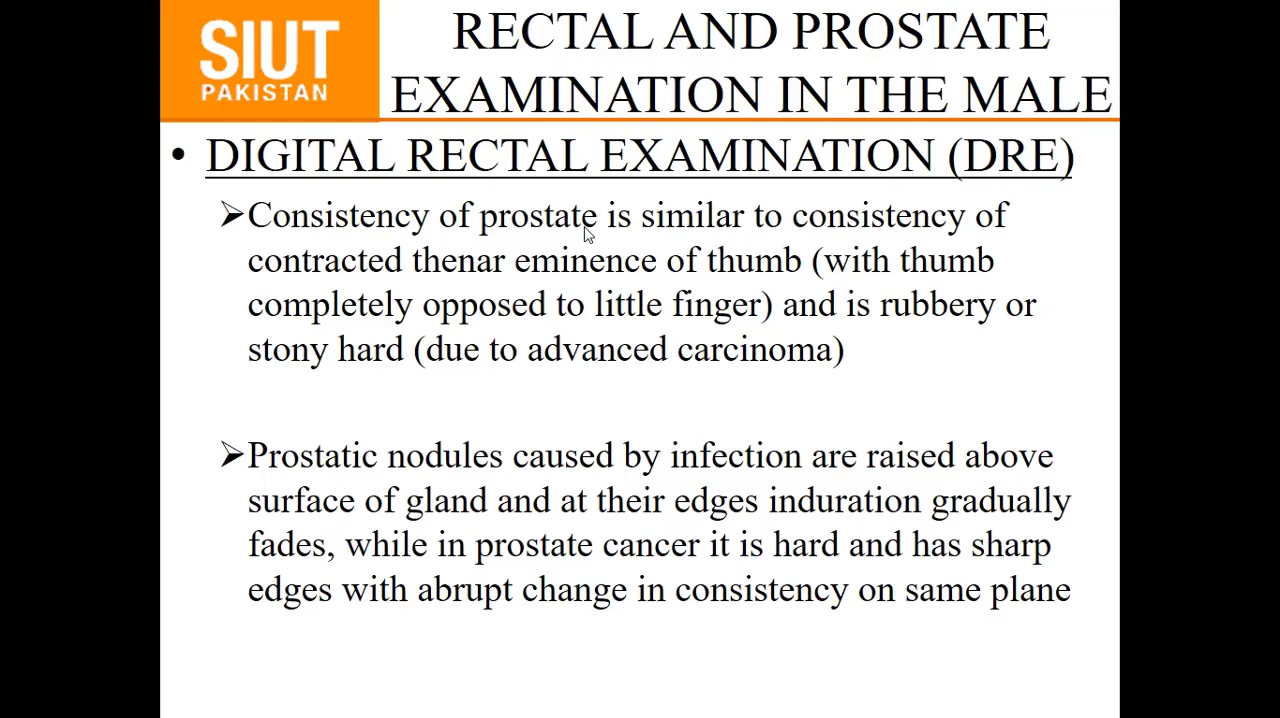 SIUT
PAKISTAN
RECTAL AND PROSTATE
EXAMINATION IN THE MALE
• DIGITAL RECTAL EXAMINATION (DRE)
➢Consistency of prostate is similar to consistency of
contracted thenar eminence of thumb (with thumb
completely opposed to little finger) and is rubbery or
stony hard (due to advanced carcinoma)
➢Prostatic nodules caused by infection are raised above
surface of gland and at their edges induration gradually
fades, while in prostate cancer it is hard and has sharp
edges with abrupt change in consistency on same plane